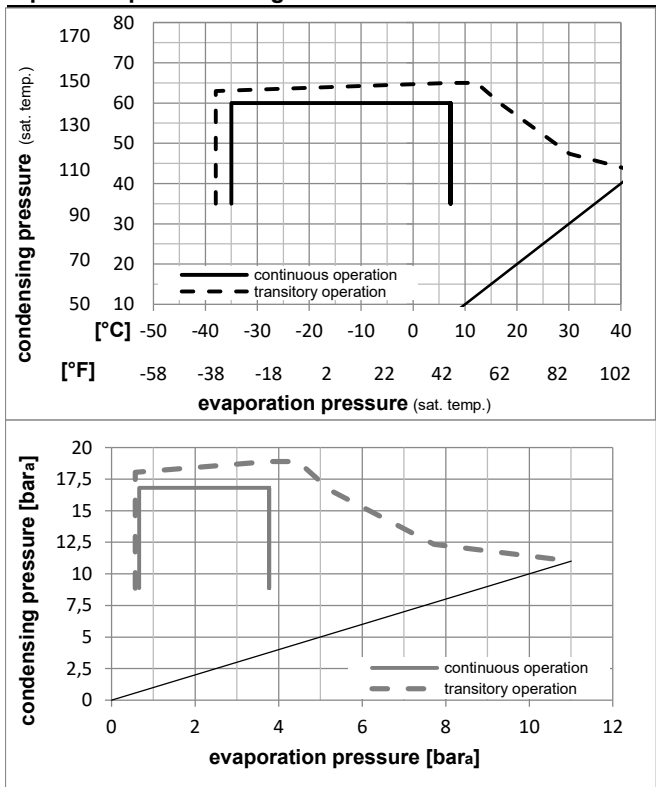 condensing pressure (sat. temp.)
170 80
70
150 60
130 50
110 40
90 30
70 20
50 10
continuous operation
transitory operation
[°C] -50 -40 -30 -20 -10 0 10 20 30 40
[°F] -58 -38 -18 2 22 42 62 82 102
evaporation pressure (sat. temp.)
condensing pressure [bara]
20
17,5
15
12,5
10
7,5
5
2,5
0
continuous operation
transitory operation
0 2 4 6 8 10 12
evaporation pressure [bara]